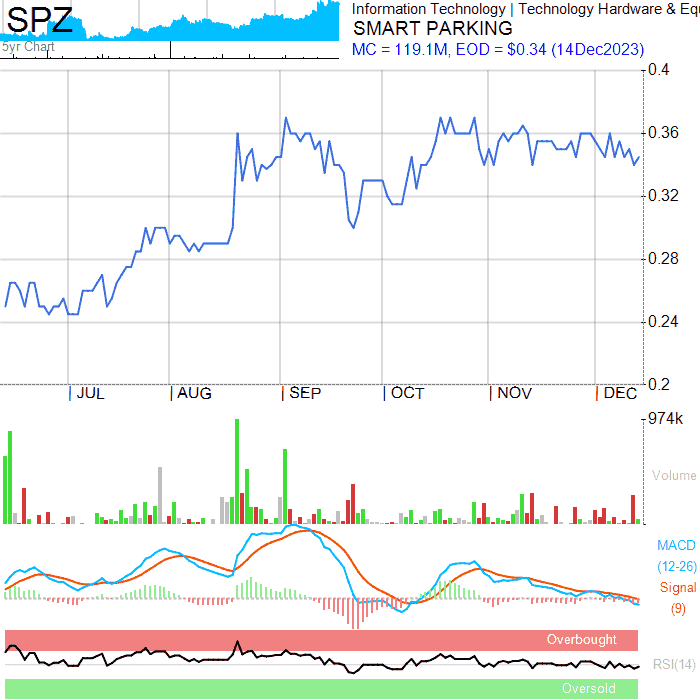 SPZ
5yr Chart
Information Technology | Technology Hardware & Equ
SMART PARKING
MC = 119.1M, EOD = $0.34 (14Dec2023)
0.4
0.36
0.32
0.28
0.24
0.2
| JUL | AUG | SEP | OCT | NOV | DEC
974k
Volume
MACD
(12-26)
Signal
(9)
Overbought
RSI(14)
Oversold